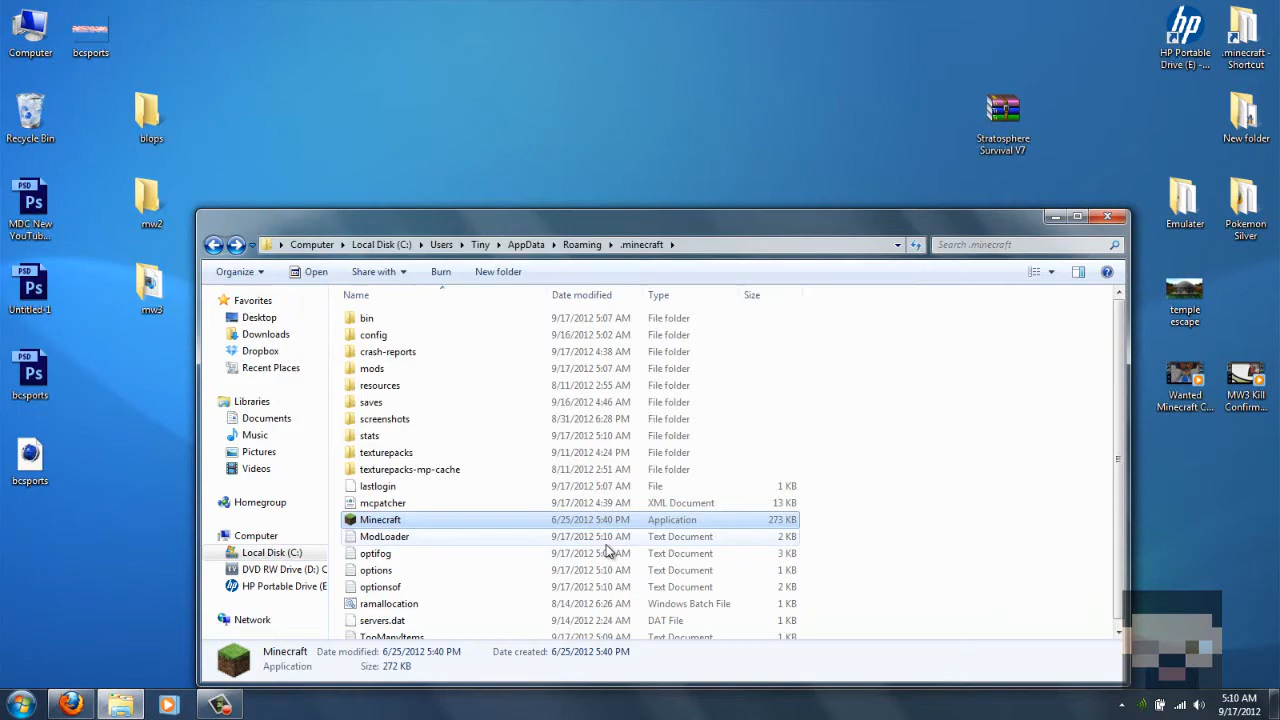 Computer
bcsports
HP Portable
Drive (E) -...
.minecraft -
Shortcut
Recycle Bin
blops
Stratosphere
Survival V7
New folder
MDC New
YouTub...
mw2
Emulater
Pokemon
Silver
Untitled-1
mw3
temple
escape
bcsports
Wanted
Minecraft C...
MW3 Kill
Confirm...
bcsports
Computer Local Disk (C:) Users Tiny AppData Roaming .minecraft
Search .minecraft
Organize Open Share with Burn New folder
Favorites
Desktop
Downloads
Dropbox
Recent Places
Libraries
Documents
Music
Pictures
Videos
Homegroup
Computer
Local Disk (C:)
DVD RW Drive (D:) C
HP Portable Drive (E
Network
Name Date modified Type Size
bin 9/17/2012 5:07 AM File folder
config 9/16/2012 5:02 AM File folder
crash-reports 9/17/2012 4:38 AM File folder
mods 9/17/2012 5:07 AM File folder
resources 8/11/2012 2:55 AM File folder
saves 9/16/2012 4:46 AM File folder
screenshots 8/31/2012 6:28 PM File folder
stats 9/17/2012 5:10 AM File folder
texturepacks 9/11/2012 4:24 PM File folder
texturepacks-mp-cache 8/11/2012 2:51 AM File folder
lastlogin 9/17/2012 5:07 AM File 1 KB
mcpatcher 9/17/2012 4:39 AM XML Document 13 KB
Minecraft 6/25/2012 5:40 PM Application 273 KB
ModLoader 9/17/2012 5:10 AM Text Document 2 KB
optifog 9/17/2012 AM Text Document 3 KB
options 9/17/2012 5:10 AM Text Document 1 KB
optionsof 9/17/2012 5:10 AM Text Document 2 KB
ramallocation 8/14/2012 6:26 AM Windows Batch File 1 KB
servers.dat 9/14/2012 2:24 AM DAT File 1 KB
TooManyItems 9/17/2012 5:09 AM Text Document 1 KB
Minecraft Date modified: 6/25/2012 5:40 PM Date created: 6/25/2012 5:40 PM
Application Size: 272 KB
5:10 AM
9/17/2012